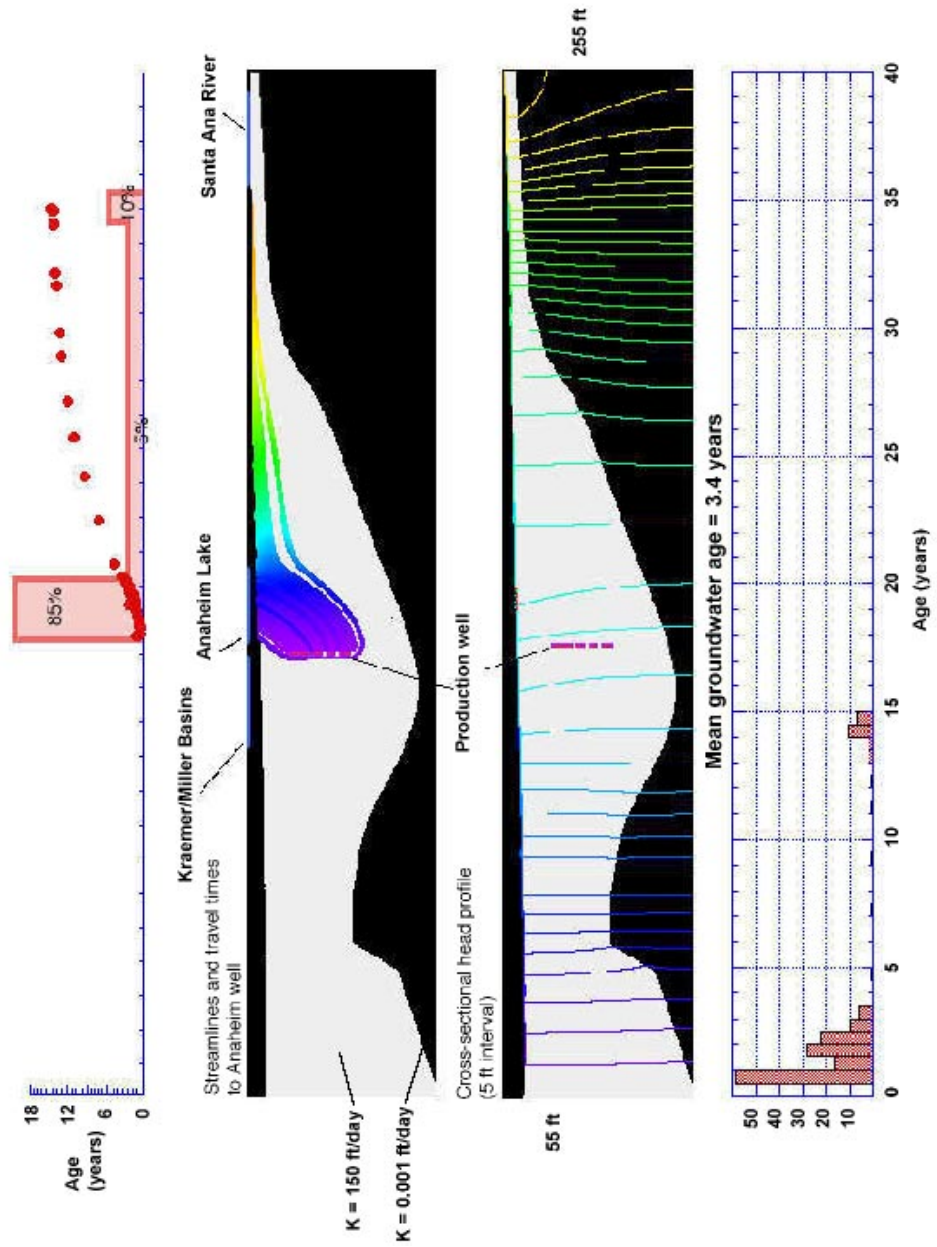 18
12
6
0
Age
(years)
85%
5%
10%
Kraemer/Miller Basins
Anaheim Lake
Santa Ana River
Streamlines and travel times
to Anaheim well
K = 150 ft/day
K = 0.001 ft/day
Production well
Cross-sectional head profile
(5 ft interval)
55 ft
255 ft
Mean groundwater age = 3.4 years
50
40
30
20
10
0
5
10
15
20
25
30
35
40
Age (years)